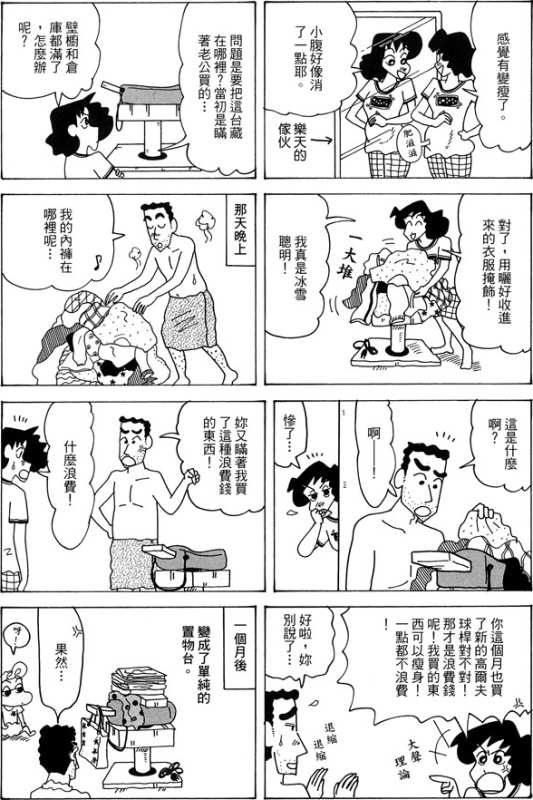 感覺有變瘦了。
小腹好像消
了一點耶。
樂天的
傢伙→
肥滋滋
問題是要把這台藏
在哪裡?當初是瞞
著老公買的…
壁櫥和倉
庫都滿了
,怎麼辦
呢?
對了,用曬好收進
來的衣服掩飾!
一大堆
我真是冰雪
聰明!
那天晚上
我的內褲在
哪裡呢…
♪
這是什麼
啊?
啊——!
慘了…
妳又瞞著我買
了這種浪費錢
的東西!
什麼浪費!
你這個月也買
了新的高爾夫
球桿對不對!
那才是浪費錢
呢!我買的東
西可以瘦身!
一點都不浪費
!
大聲
理論
退縮
退縮
好啦,妳
別說了…
一個月後
變成了單純的
置物台。
果然…
哼!